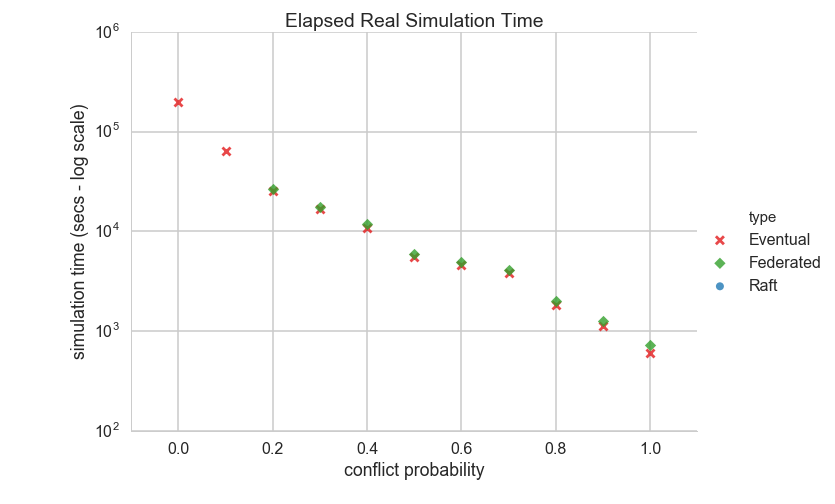 Elapsed Real Simulation Time
10^6
10^5
10^4
10^3
10^2
simulation time (secs - log scale)
0.0 0.2 0.4 0.6 0.8 1.0
conflict probability
type
Eventual
Federated
Raft